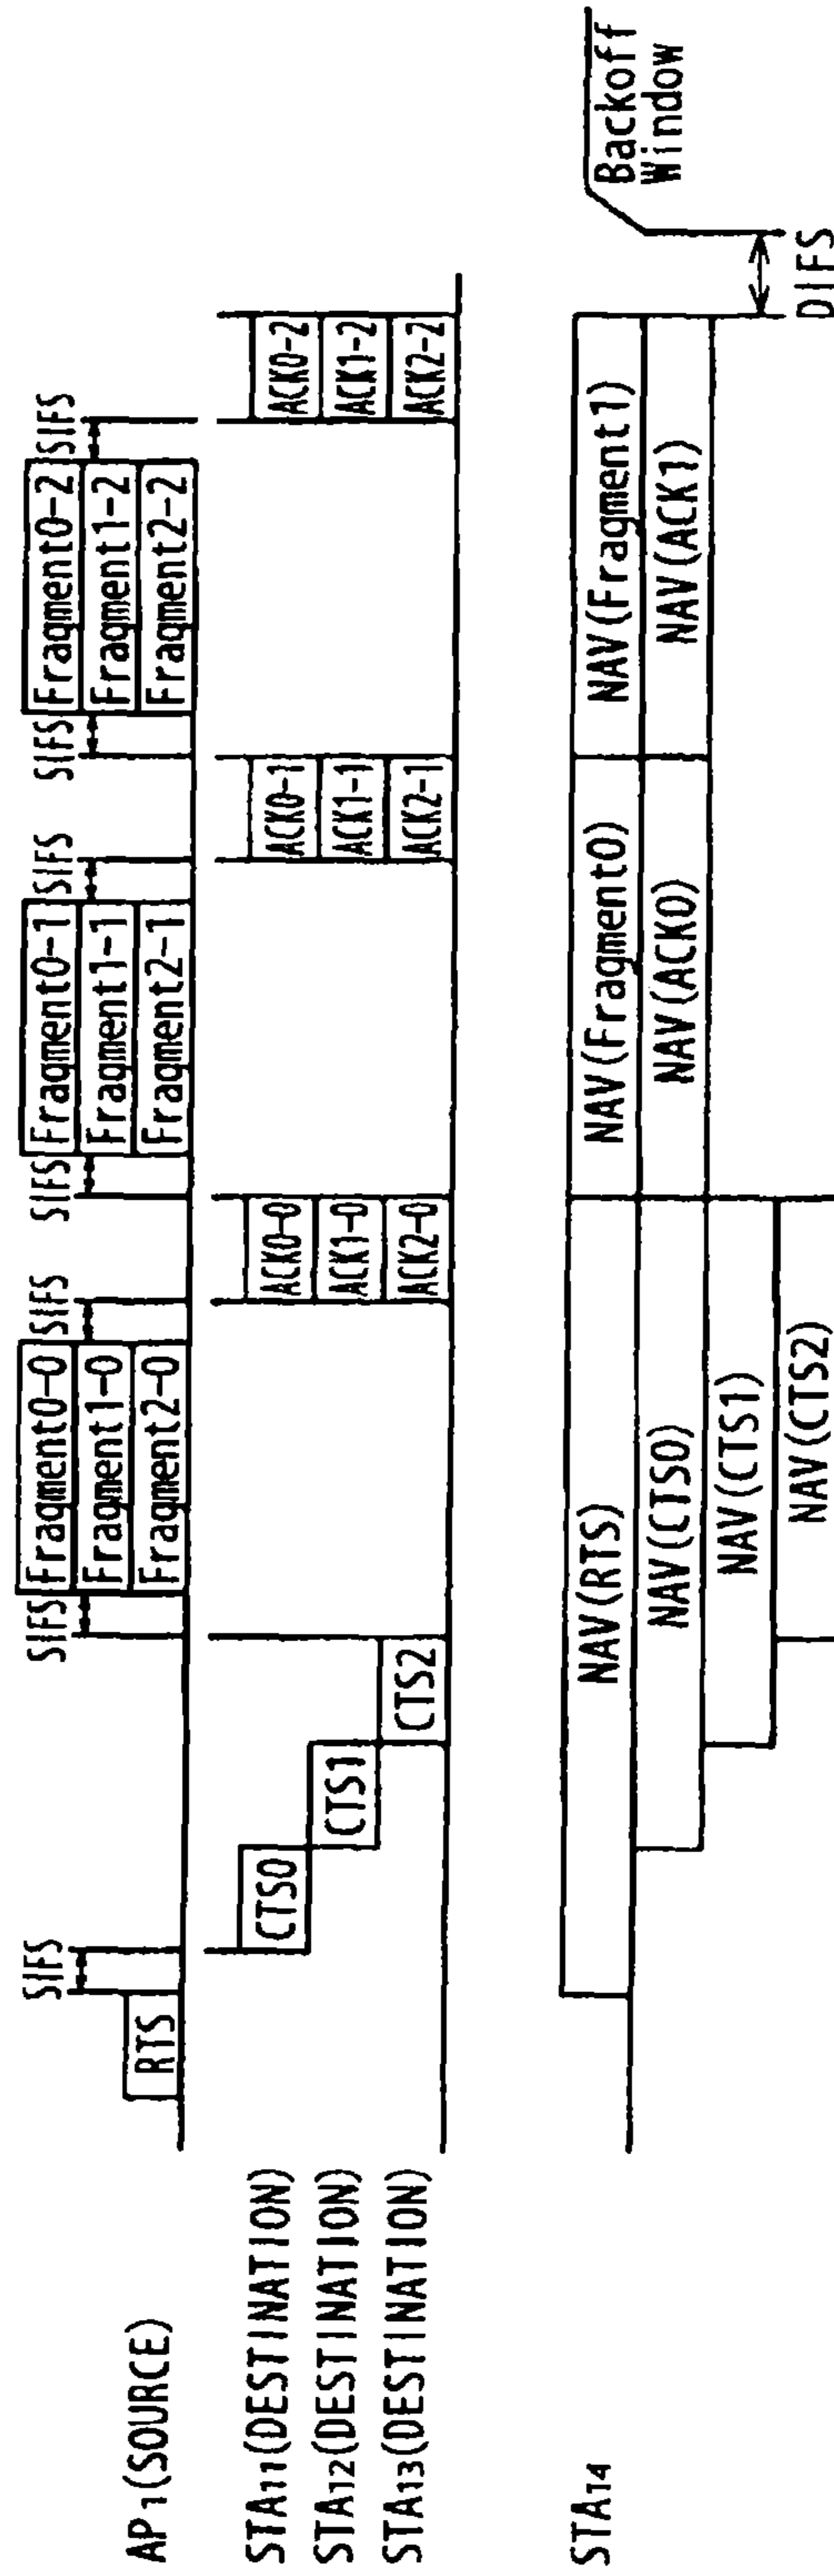 AP1(SOURCE)
RTS
SIFS
SIFS
Fragment0-0
Fragment1-0
Fragment2-0
SIFS
SIFS
Fragment0-1
Fragment1-1
Fragment2-1
SIFS
SIFS
Fragment0-2
Fragment1-2
Fragment2-2
SIFS
STA11(DESTINATION)
STA12(DESTINATION)
STA13(DESTINATION)
CTS0
CTS1
CTS2
ACK0-0
ACK1-0
ACK2-0
ACK0-1
ACK1-1
ACK2-1
ACK0-2
ACK1-2
ACK2-2
STA14
NAV(RTS)
NAV(CTS0)
NAV(CTS1)
NAV(CTS2)
NAV(Fragment0)
NAV(ACK0)
NAV(Fragment1)
NAV(ACK1)
Backoff
Window
DIFS